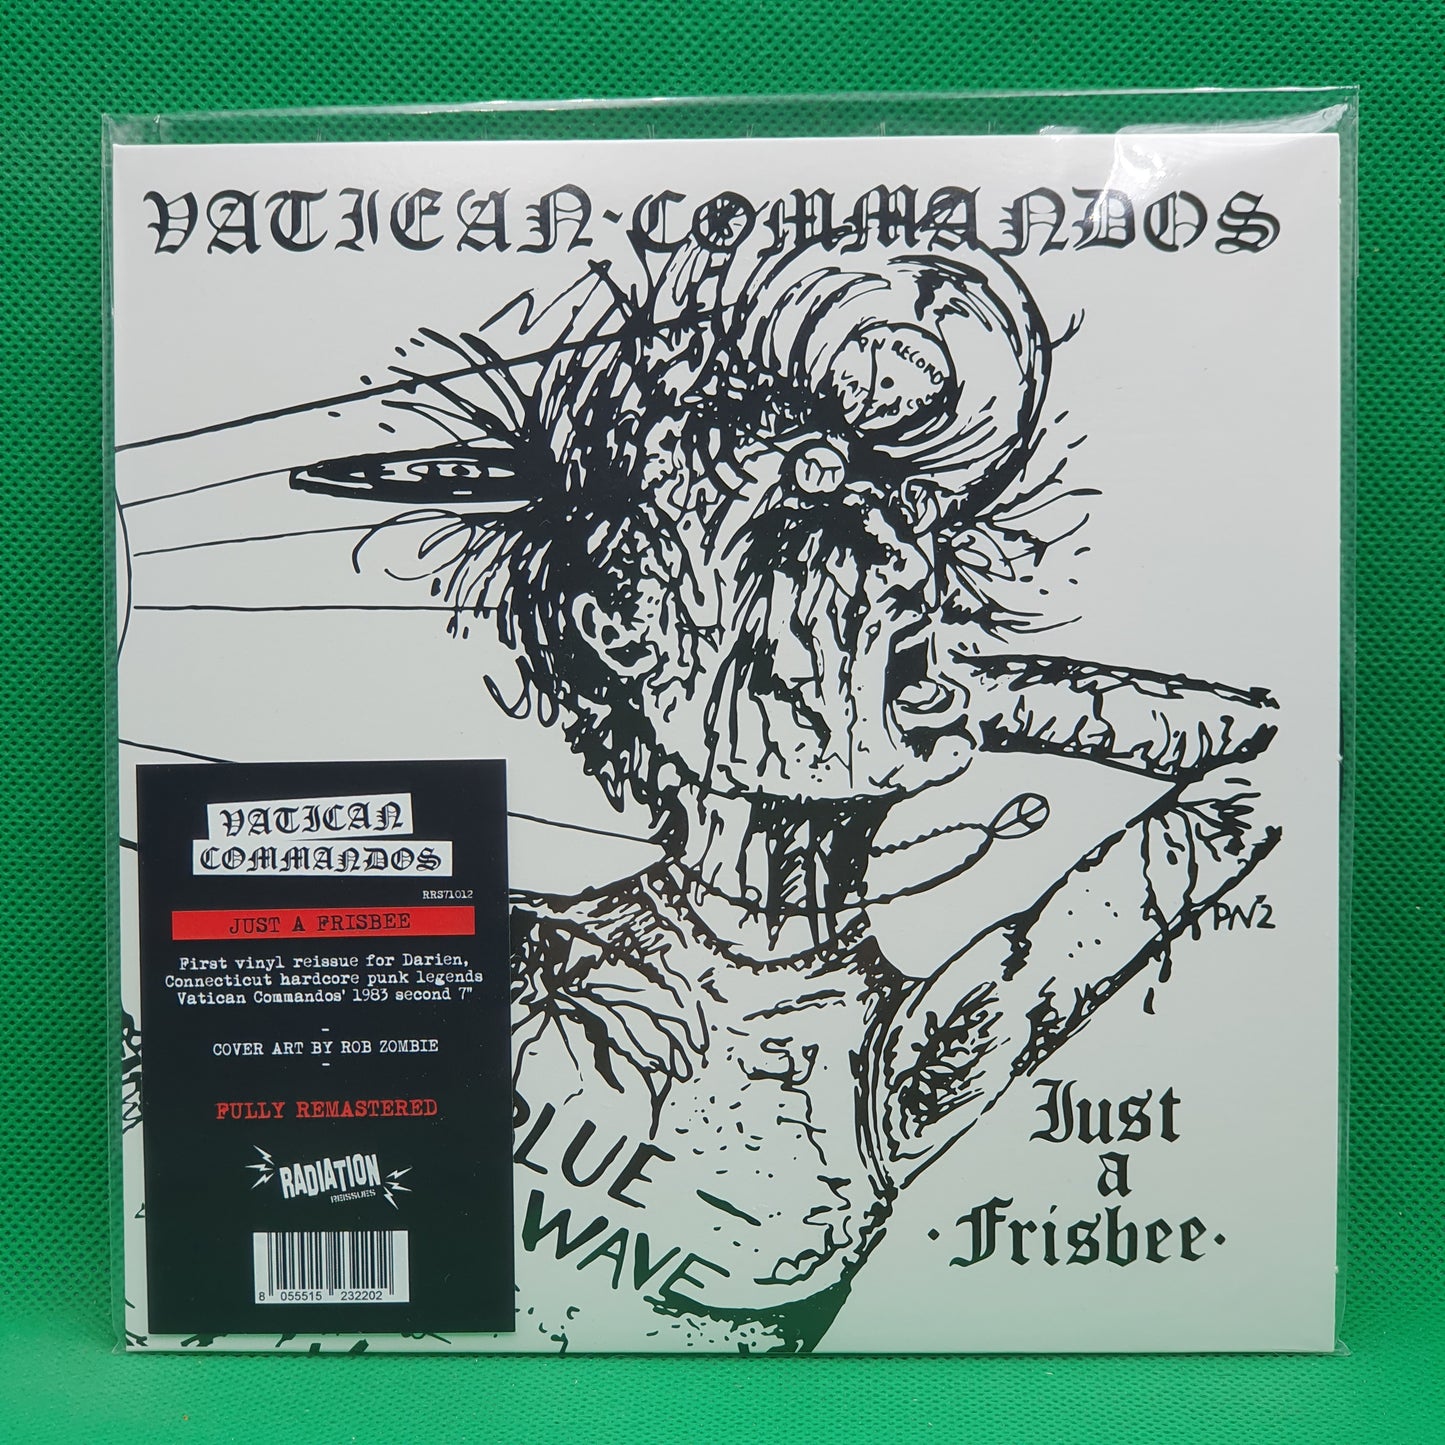 VATICAN·COMMANDOS
VATICAN
COMMANDOS
RRS71012
JUST A FRISBEE
First vinyl reissue for Darien,
Connecticut hardcore punk legends
Vatican Commandos' 1983 second 7"
-
COVER ART BY ROB ZOMBIE
-
FULLY REMASTERED
RADIATION
REISSUES
8 055515 232202
RECORD
BLUE
WAVE
Just
a
·Frisbee·